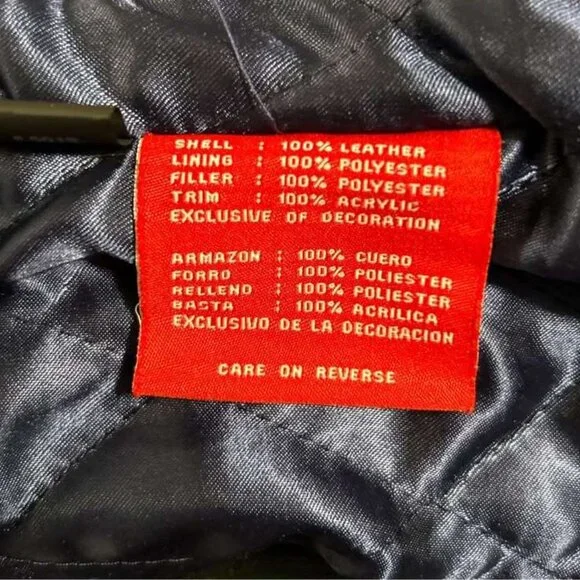 SHELL : 100% LEATHER
LINING : 100% POLYESTER
FILLER : 100% POLYESTER
TRIM : 100% ACRYLIC
EXCLUSIVE OF DECORATION
ARMAZON : 100% CUERO
FORRO : 100% POLIESTER
RELLENO : 100% POLIESTER
BASTA : 100% ACRILICA
EXCLUSIVO DE LA DECORACION
CARE ON REVERSE